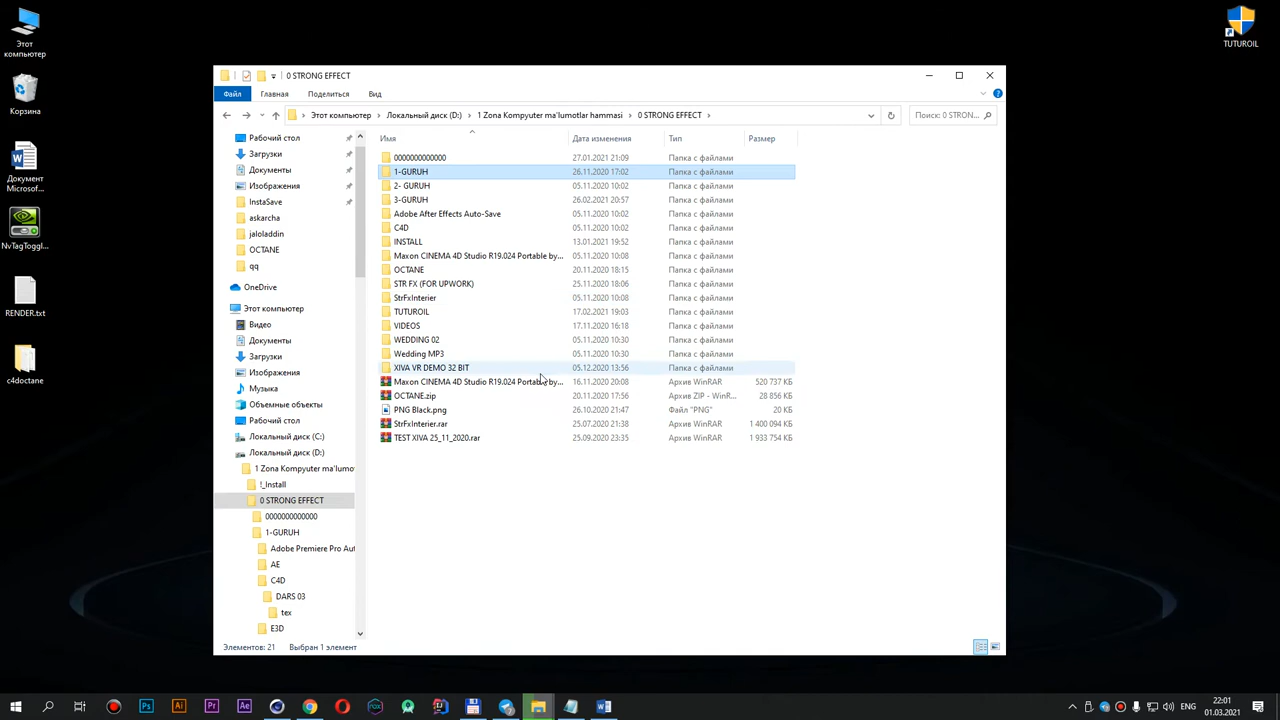 Этот
компьютер
Корзина
Документ
Microsof...
NvTagToggl...
RENDER.txt
c4doctane
TUTUROIL
0 STRONG EFFECT
Файл Главная Поделиться Вид
Этот компьютер Локальный диск (D:) 1 Zona Kompyuter ma'lumotlar hammasi 0 STRONG EFFECT
Поиск: 0 STRON...
Рабочий стол
Загрузки
Документы
Изображения
InstaSave
askarcha
jaloladdin
OCTANE
qq
OneDrive
Этот компьютер
Видео
Документы
Загрузки
Изображения
Музыка
Объемные объекты
Рабочий стол
Локальный диск (C:)
Локальный диск (D:)
1 Zona Kompyuter ma'lumot
!_Install
0 STRONG EFFECT
0000000000000
1-GURUH
Adobe Premiere Pro Aut
AE
C4D
DARS 03
tex
E3D
Имя Дата изменения Тип Размер
0000000000000 27.01.2021 21:09 Папка с файлами
1-GURUH 26.11.2020 17:02 Папка с файлами
2- GURUH 05.11.2020 10:02 Папка с файлами
3-GURUH 26.02.2021 20:57 Папка с файлами
Adobe After Effects Auto-Save 05.11.2020 10:02 Папка с файлами
C4D 05.11.2020 10:02 Папка с файлами
INSTALL 13.01.2021 19:52 Папка с файлами
Maxon CINEMA 4D Studio R19.024 Portable by... 05.11.2020 10:08 Папка с файлами
OCTANE 20.11.2020 18:15 Папка с файлами
STR FX (FOR UPWORK) 25.11.2020 18:06 Папка с файлами
StrFxInterier 05.11.2020 10:08 Папка с файлами
TUTUROIL 17.02.2021 19:03 Папка с файлами
VIDEOS 17.11.2020 16:18 Папка с файлами
WEDDING 02 05.11.2020 10:30 Папка с файлами
Wedding MP3 05.11.2020 10:30 Папка с файлами
XIVA VR DEMO 32 BIT 05.12.2020 13:56 Папка с файлами
Maxon CINEMA 4D Studio R19.024 Portable by... 16.11.2020 20:08 Архив WinRAR 520 737 КБ
OCTANE.zip 20.11.2020 17:56 Архив ZIP - WinR... 28 856 КБ
PNG Black.png 26.10.2020 21:47 Файл "PNG" 20 КБ
StrFxInterier.rar 25.07.2020 21:38 Архив WinRAR 1 400 094 КБ
TEST XIVA 25_11_2020.rar 25.09.2020 23:35 Архив WinRAR 1 933 754 КБ
Элементов: 21 Выбран 1 элемент
Ps Ai Pr Ae
ENG
22:01
01.03.2021